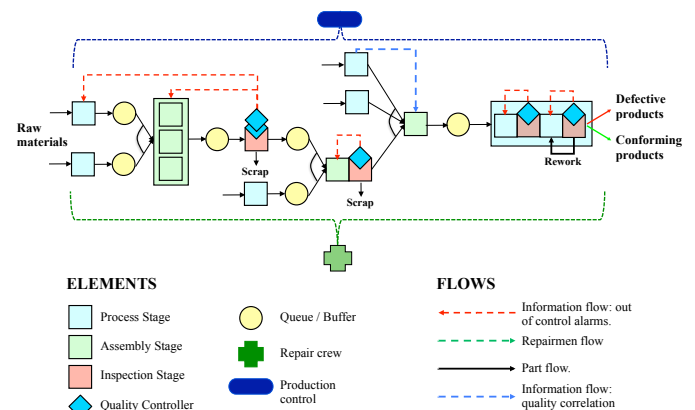 Raw
materials
Scrap
Scrap
Rework
Defective
products
Conforming
products
ELEMENTS
Process Stage
Assembly Stage
Inspection Stage
Quality Controller
Queue / Buffer
Repair crew
Production
control
FLOWS
Information flow: out
of control alarms.
Repairmen flow
Part flow.
Information flow:
quality correlation